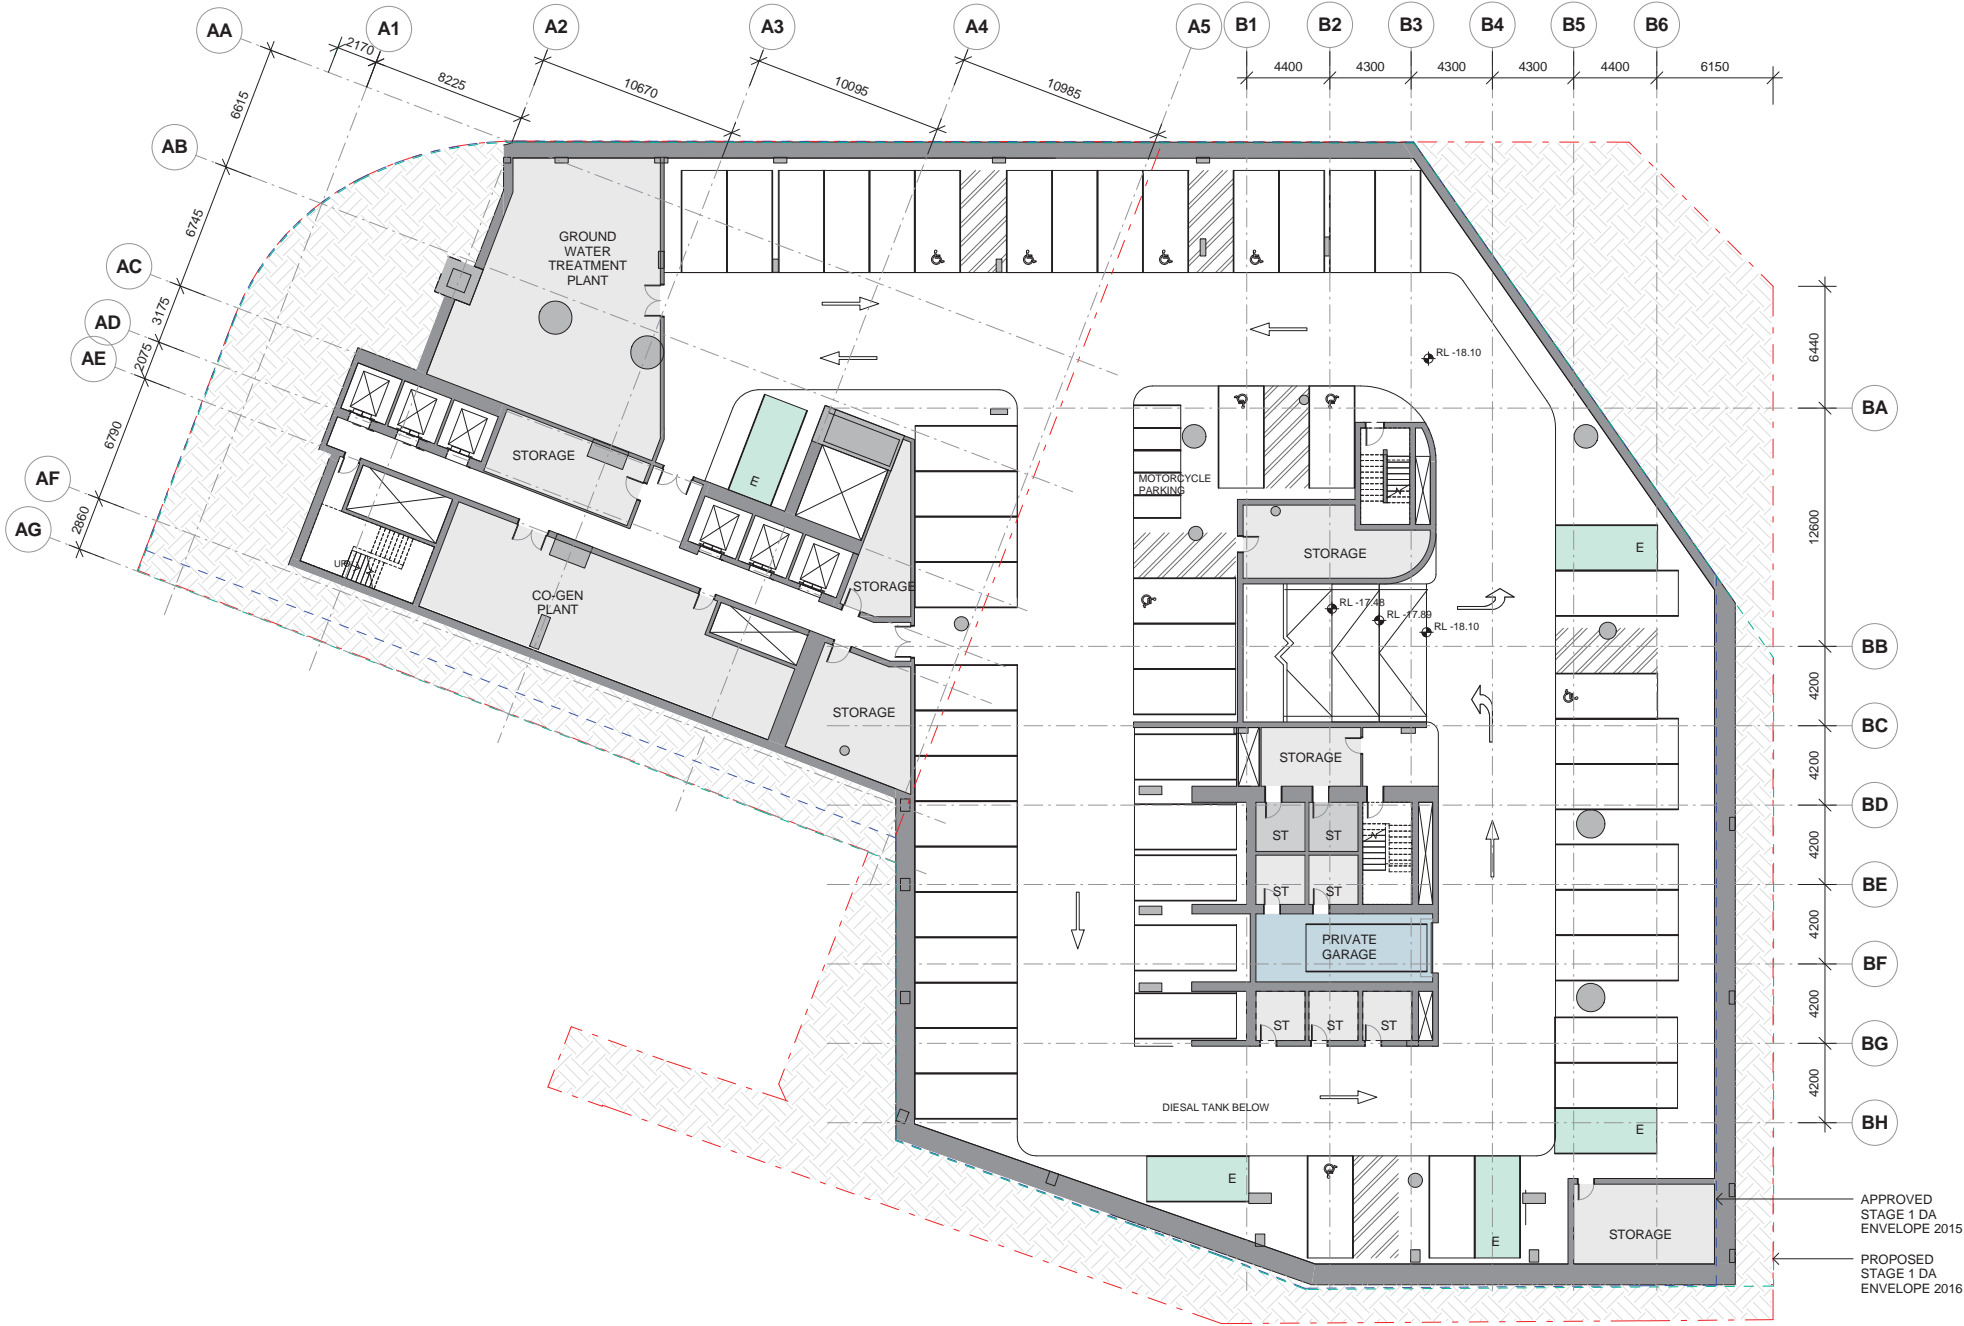 AA
A1
A2
A3
A4
A5
B1
B2
B3
B4
B5
B6
2170
8225
10670
10095
10985
4400
4300
4300
4300
4400
6150
6615
AB
6745
AC
3175
AD
2075
AE
6790
AF
2860
AG
GROUND
WATER
TREATMENT
PLANT
RL -18.10
6440
BA
STORAGE
E
MOTORCYCLE
PARKING
STORAGE
E
12600
UP
CO-GEN
PLANT
STORAGE
RL -17.48
RL -17.89
RL -18.10
BB
4200
STORAGE
BC
STORAGE
4200
BD
ST
ST
4200
BE
ST
ST
4200
PRIVATE
GARAGE
BF
4200
ST
ST
ST
BG
4200
DIESAL TANK BELOW
E
BH
E
E
STORAGE
APPROVED
STAGE 1 DA
ENVELOPE 2015
PROPOSED
STAGE 1 DA
ENVELOPE 2016